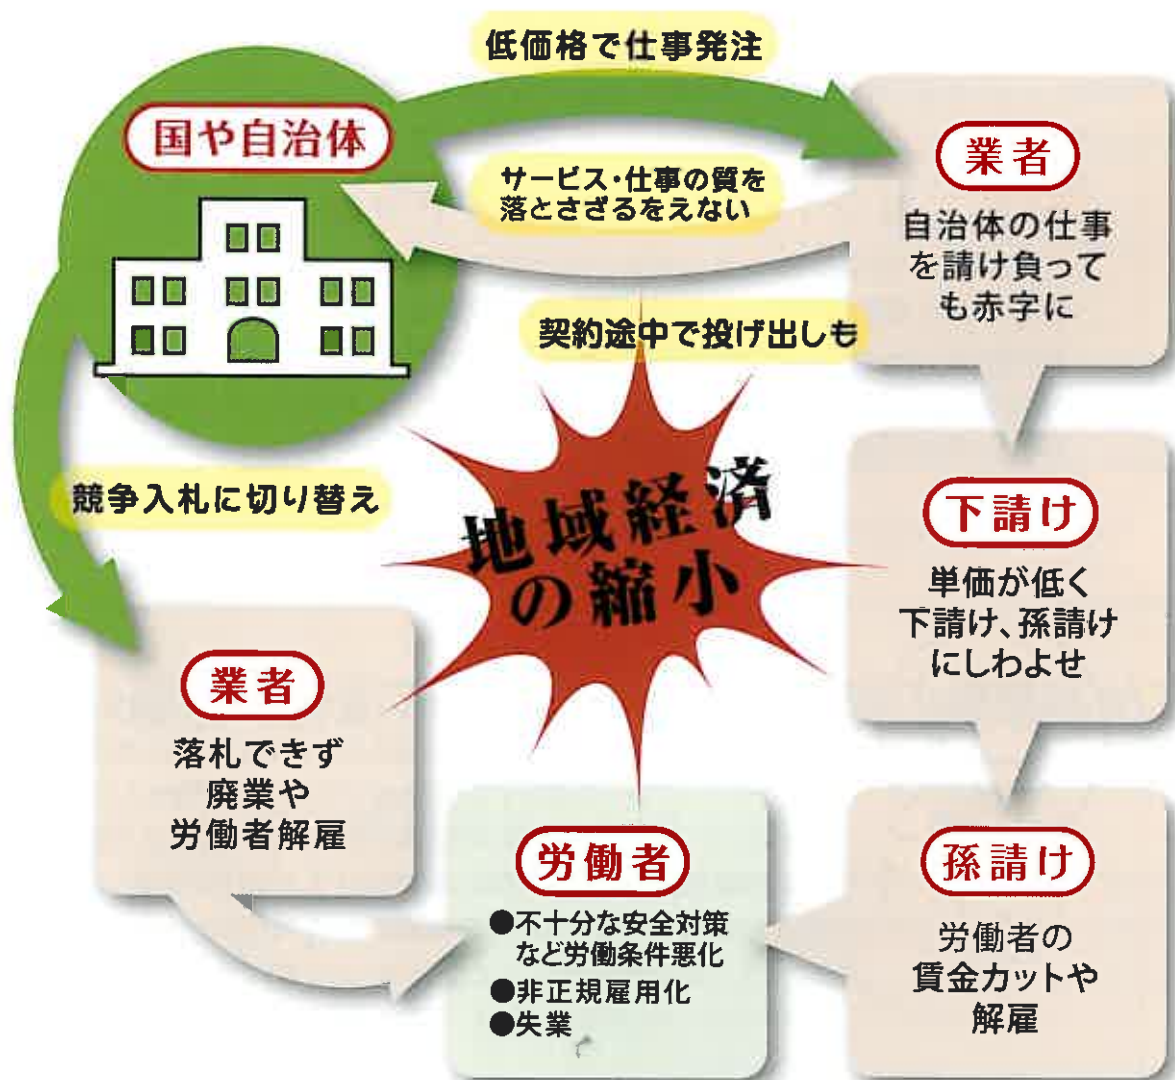 低価格で仕事発注
国や自治体
サービス・仕事の質を
落とさざるをえない
業者
自治体の仕事
を請け負って
も赤字に
契約途中で投げ出しも
競争入札に切り替え
地域経済
の縮小
下請け
単価が低く
下請け、孫請け
にしわよせ
業者
落札できず
廃業や
労働者解雇
労働者
●不十分な安全対策
など労働条件悪化
●非正規雇用化
●失業
孫請け
労働者の
賃金カットや
解雇